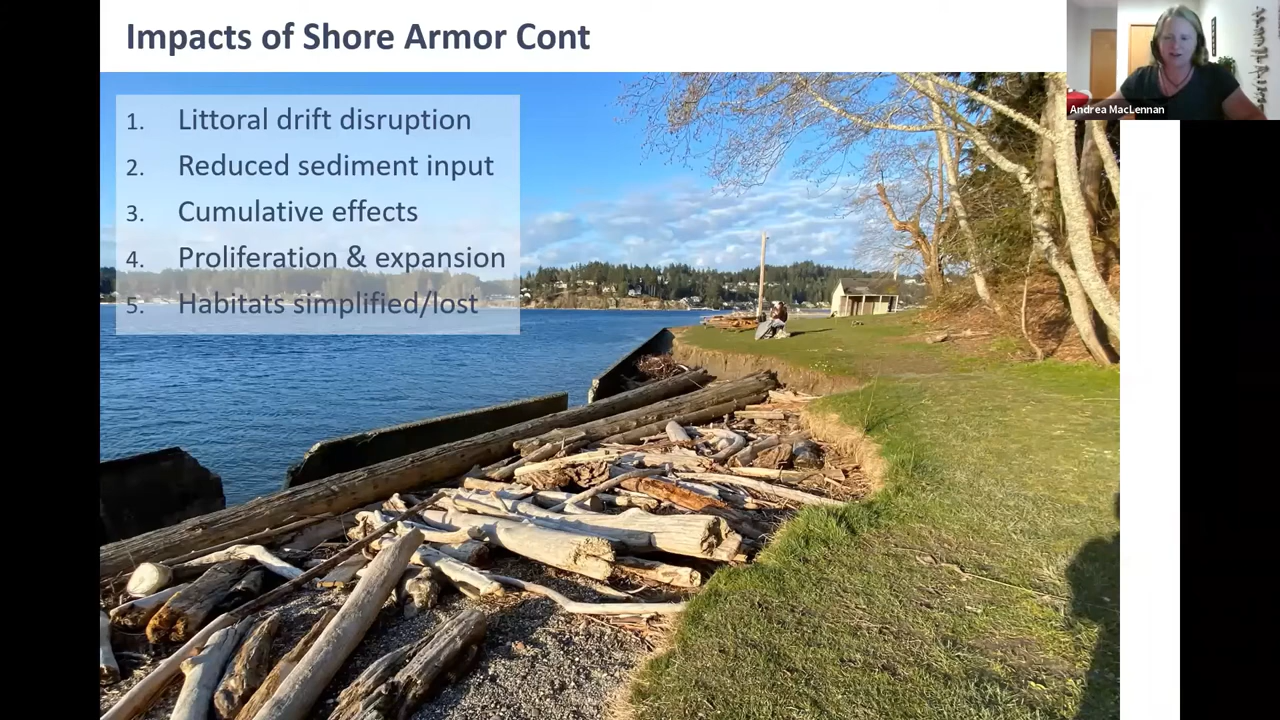 Impacts of Shore Armor Cont
Andrea MacLennan
1. Littoral drift disruption
2. Reduced sediment input
3. Cumulative effects
4. Proliferation & expansion
5. Habitats simplified/lost